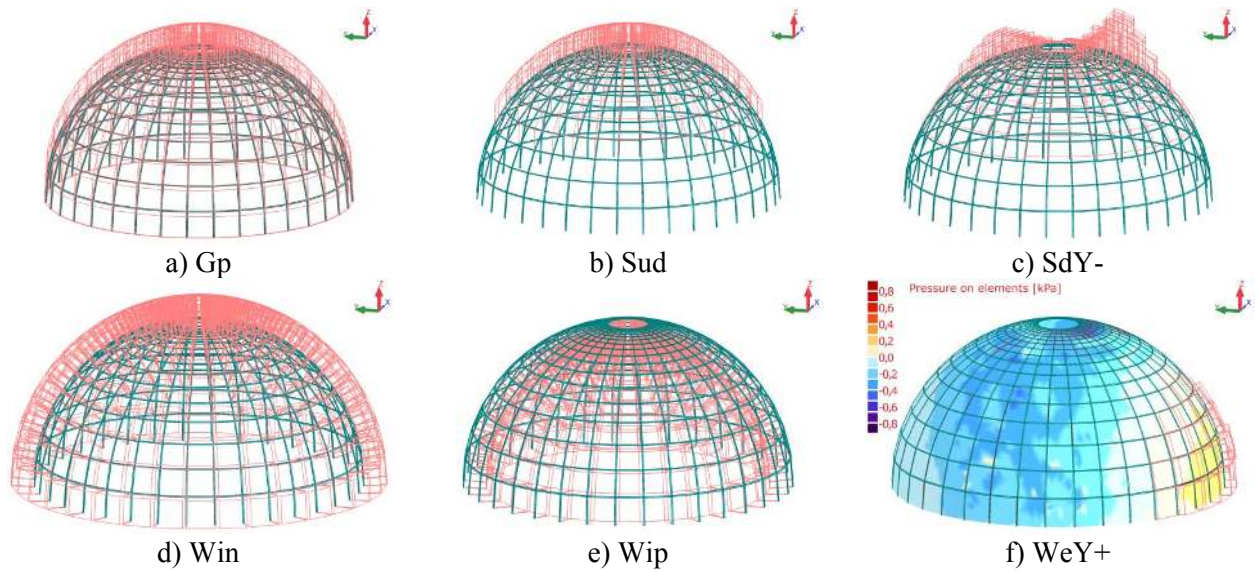 Z
Y X
Z
Y X
Z
Y X
a) Gp
b) Sud
c) SdY-
Z
Y X
Z
Y X
Pressure on elements [kPa]
0,8
0,6
0,4
0,2
0,0
-0,2
-0,4
-0,6
-0,8
Z
Y X
d) Win
e) Wip
f) WeY+